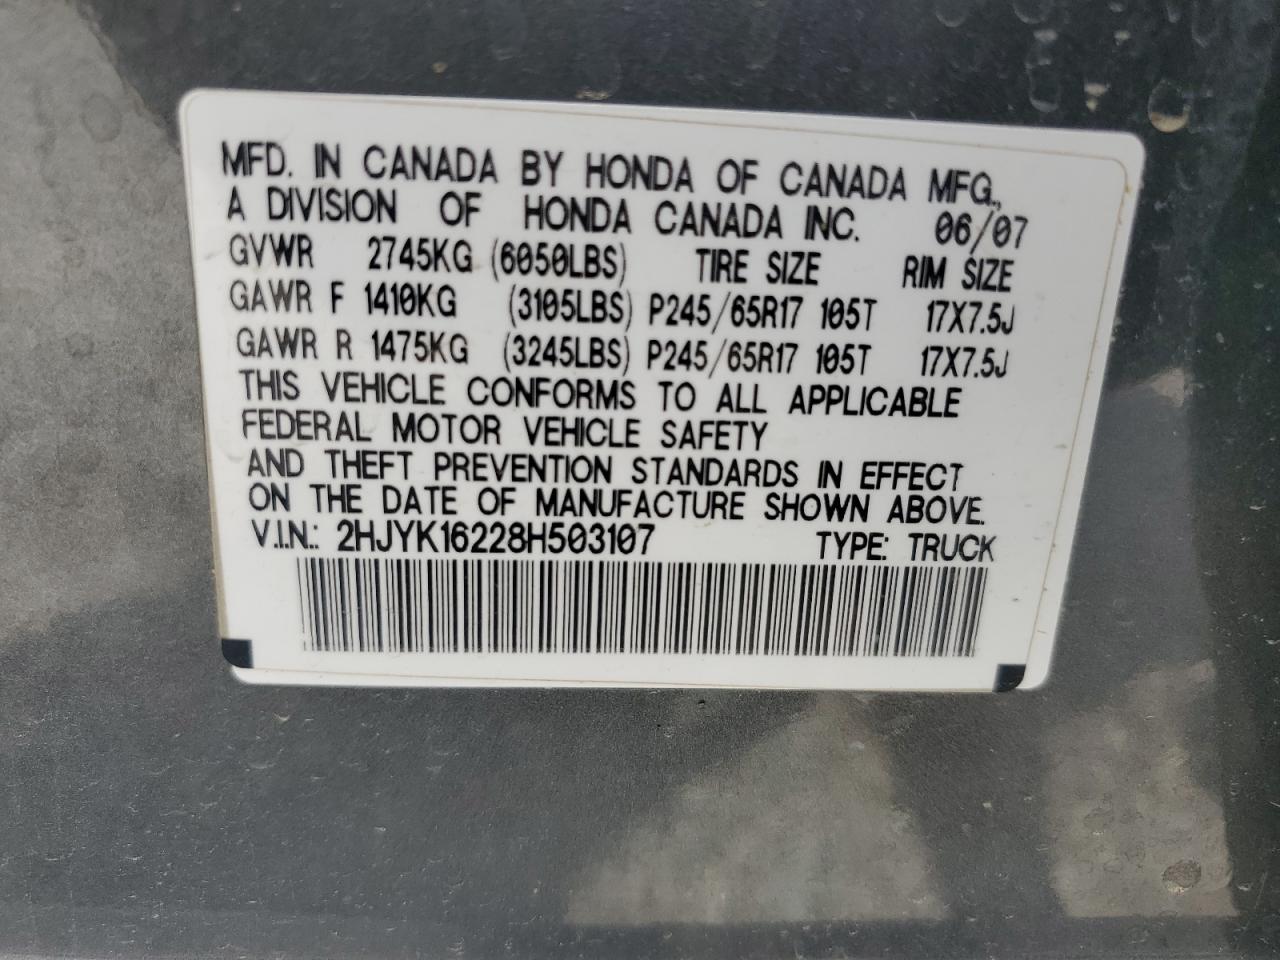 MFD. IN CANADA BY HONDA OF CANADA MFG.,
A DIVISION OF HONDA CANADA INC. 06/07
GVWR 2745KG (6050LBS) TIRE SIZE RIM SIZE
GAWR F 1410KG (3105LBS) P245/65R17 105T 17X7.5J
GAWR R 1475KG (3245LBS) P245/65R17 105T 17X7.5J
THIS VEHICLE CONFORMS TO ALL APPLICABLE
FEDERAL MOTOR VEHICLE SAFETY
AND THEFT PREVENTION STANDARDS IN EFFECT
ON THE DATE OF MANUFACTURE SHOWN ABOVE.
V.I.N.: 2HJYK16228H503107 TYPE: TRUCK